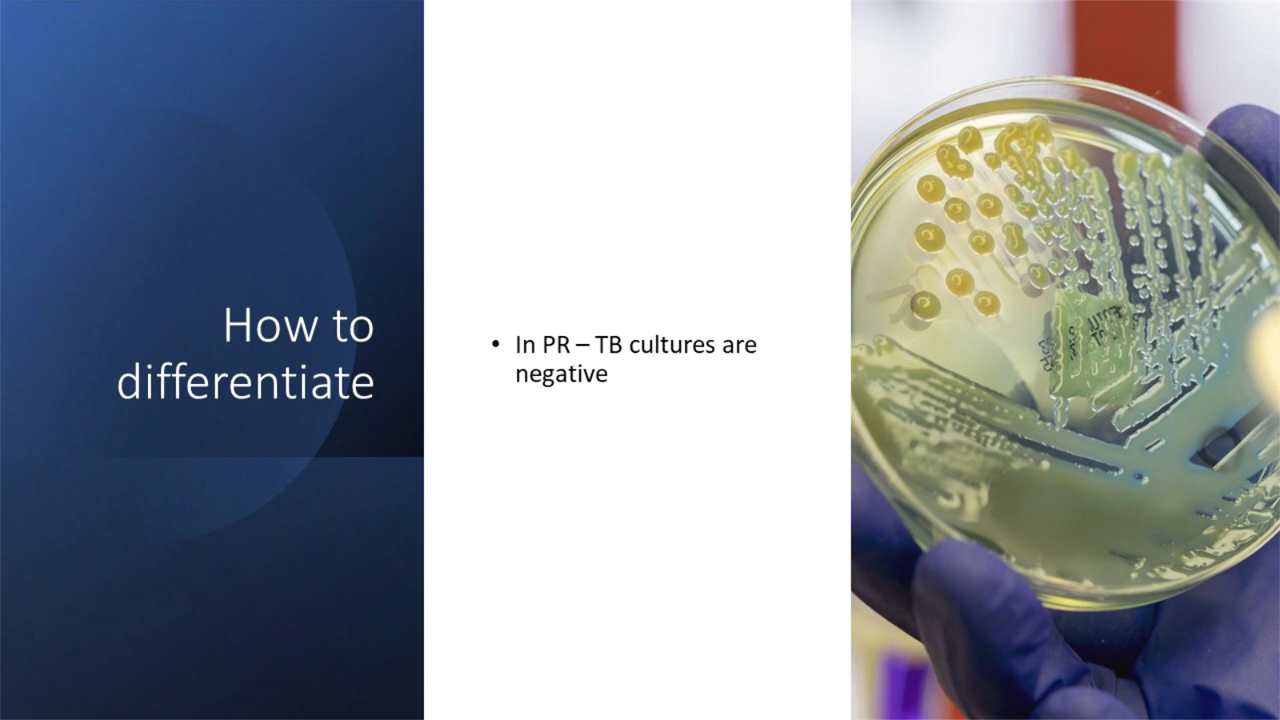 How to
differentiate
• In PR – TB cultures are
negative